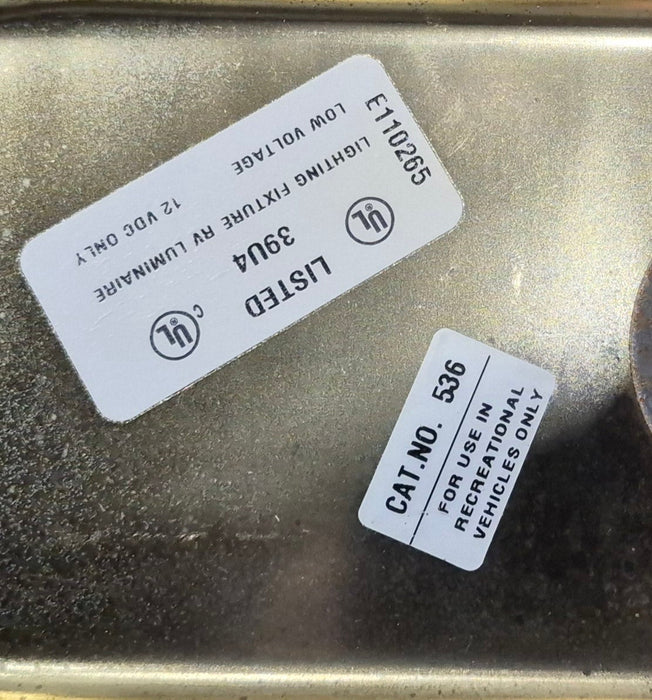 UL®
LISTED
C UL®
39U4
LIGHTING FIXTURE RV LUMINAIRE
LOW VOLTAGE 12 VDC ONLY
E110265
CAT.NO. 536
FOR USE IN
RECREATIONAL
VEHICLES ONLY